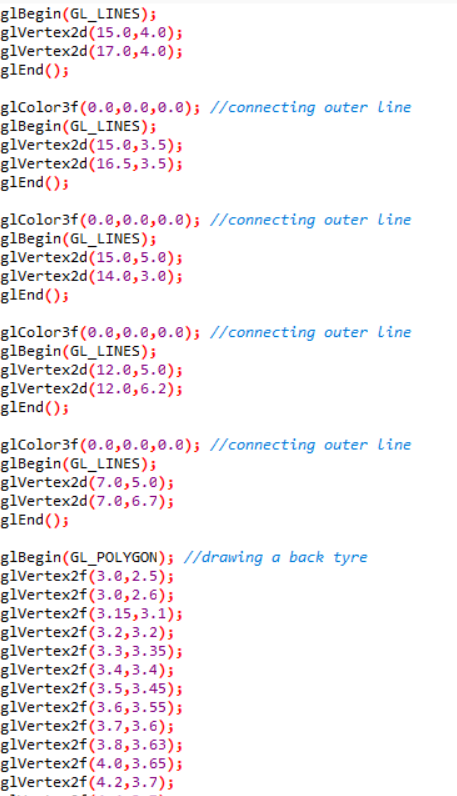 glBegin(GL_LINES);
glVertex2d(15.0,4.0);
glVertex2d(17.0,4.0);
glEnd();
glColor3f(0.0,0.0,0.0); //connecting outer line
glBegin(GL_LINES);
glVertex2d(15.0,3.5);
glVertex2d(16.5,3.5);
glEnd();
glColor3f(0.0,0.0,0.0); //connecting outer line
glBegin(GL_LINES);
glVertex2d(15.0,5.0);
glVertex2d(14.0,3.0);
glEnd();
glColor3f(0.0,0.0,0.0); //connecting outer line
glBegin(GL_LINES);
glVertex2d(12.0,5.0);
glVertex2d(12.0,6.2);
glEnd();
glColor3f(0.0,0.0,0.0); //connecting outer line
glBegin(GL_LINES);
glVertex2d(7.0,5.0);
glVertex2d(7.0,6.7);
glEnd();
glBegin(GL_POLYGON); //drawing a back tyre
glVertex2f(3.0,2.5);
glVertex2f(3.0,2.6);
glVertex2f(3.15,3.1);
glVertex2f(3.2,3.2);
glVertex2f(3.3,3.35);
glVertex2f(3.4,3.4);
glVertex2f(3.5,3.45);
glVertex2f(3.6,3.55);
glVertex2f(3.7,3.6);
glVertex2f(3.8,3.63);
glVertex2f(4.0,3.65);
glVertex2f(4.2,3.7);